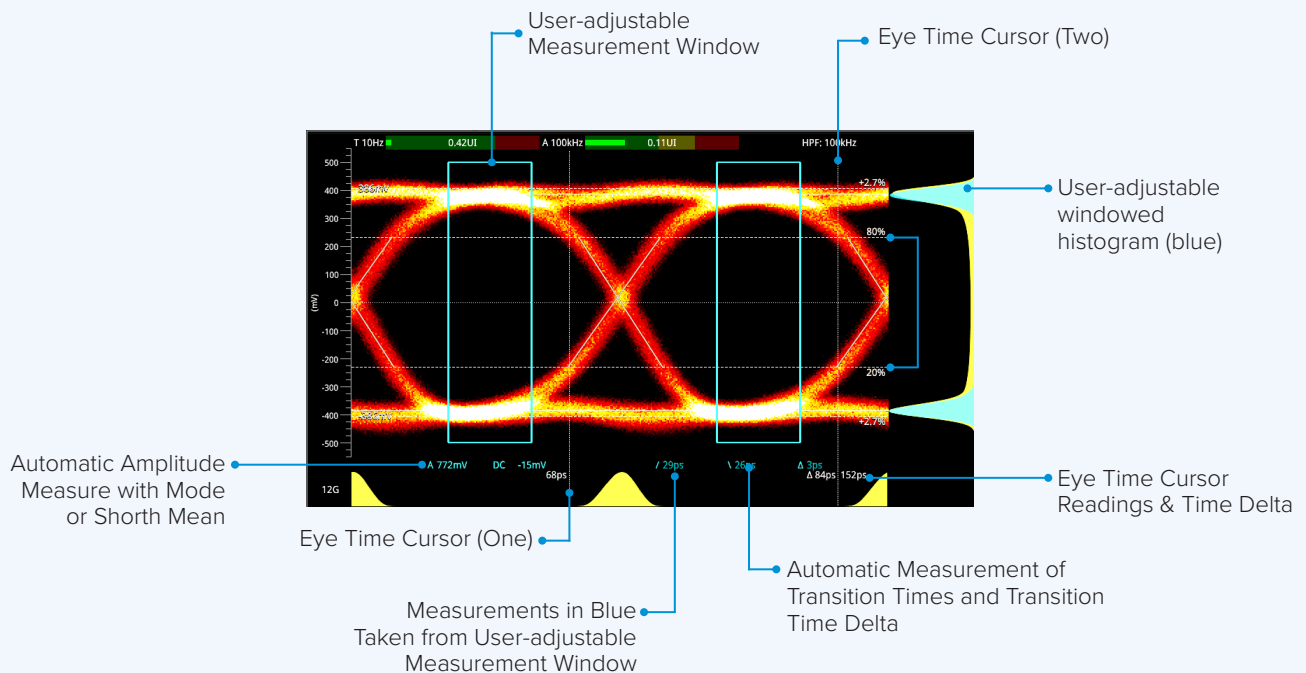 User-adjustable
Measurement Window
Eye Time Cursor (Two)
T 10Hz 0.42UI A 100kHz 0.11UI HPF: 100kHz
500
400
300
200
100
0
-100
-200
-300
-400
-500
(mV)
+2.7%
80%
20%
+2.7%
User-adjustable
windowed
histogram (blue)
A 772mV DC -15mV / 29ps \ 26ps Δ 3ps
68ps Δ 84ps 152ps
12G
Automatic Amplitude
Measure with Mode
or Shorth Mean
Eye Time Cursor
Readings & Time Delta
Eye Time Cursor (One)
Automatic Measurement of
Transition Times and Transition
Time Delta
Measurements in Blue
Taken from User-adjustable
Measurement Window